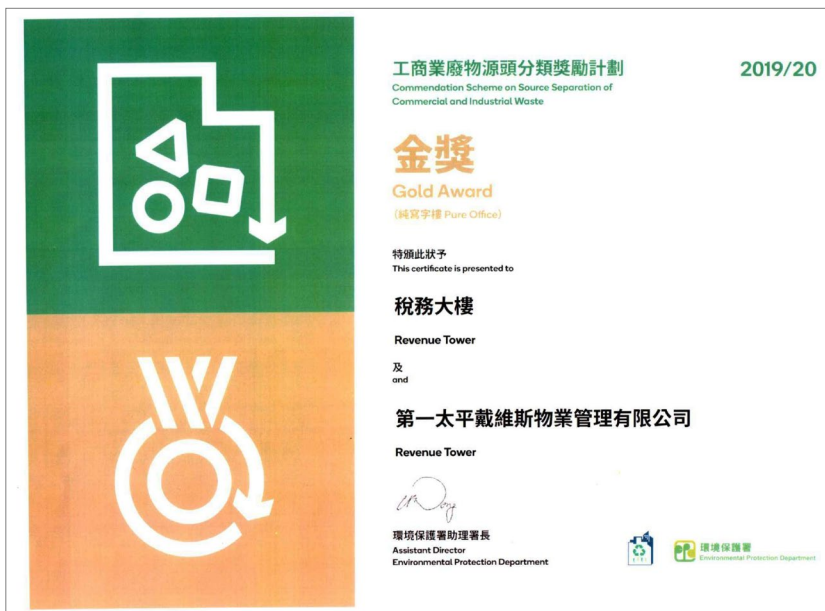 工商業廢物源頭分類獎勵計劃
2019/20
Commendation Scheme on Source Separation of
Commercial and Industrial Waste
金獎
Gold Award
(純寫字樓 Pure Office)
特頒此狀予
This certificate is presented to
稅務大樓
Revenue Tower
及
and
第一太平戴維斯物業管理有限公司
Revenue Tower
環境保護署助理署長
Assistant Director
Environmental Protection Department
環境保護署
Environmental Protection Department